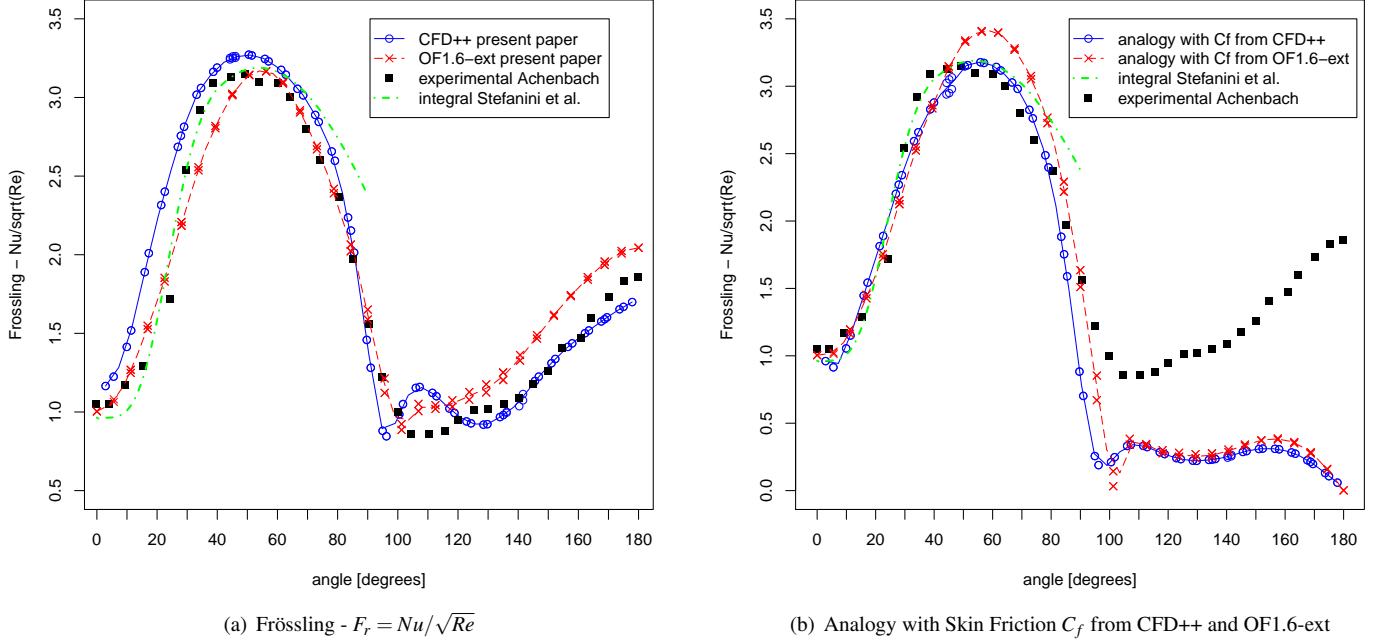 CFD++ present paper
OF1.6−ext present paper
experimental Achenbach
integral Stefanini et al.
Frossling − Nu/sqrt(Re)
3.5
3.0
2.5
2.0
1.5
1.0
0.5
0 20 40 60 80 100 120 140 160 180
angle [degrees]
(a) Frössling - F_r = Nu/√Re
analogy with Cf from CFD++
analogy with Cf from OF1.6−ext
integral Stefanini et al.
experimental Achenbach
Frossling − Nu/sqrt(Re)
3.5
3.0
2.5
2.0
1.5
1.0
0.5
0.0
0 20 40 60 80 100 120 140 160 180
angle [degrees]
(b) Analogy with Skin Friction C_f from CFD++ and OF1.6-ext